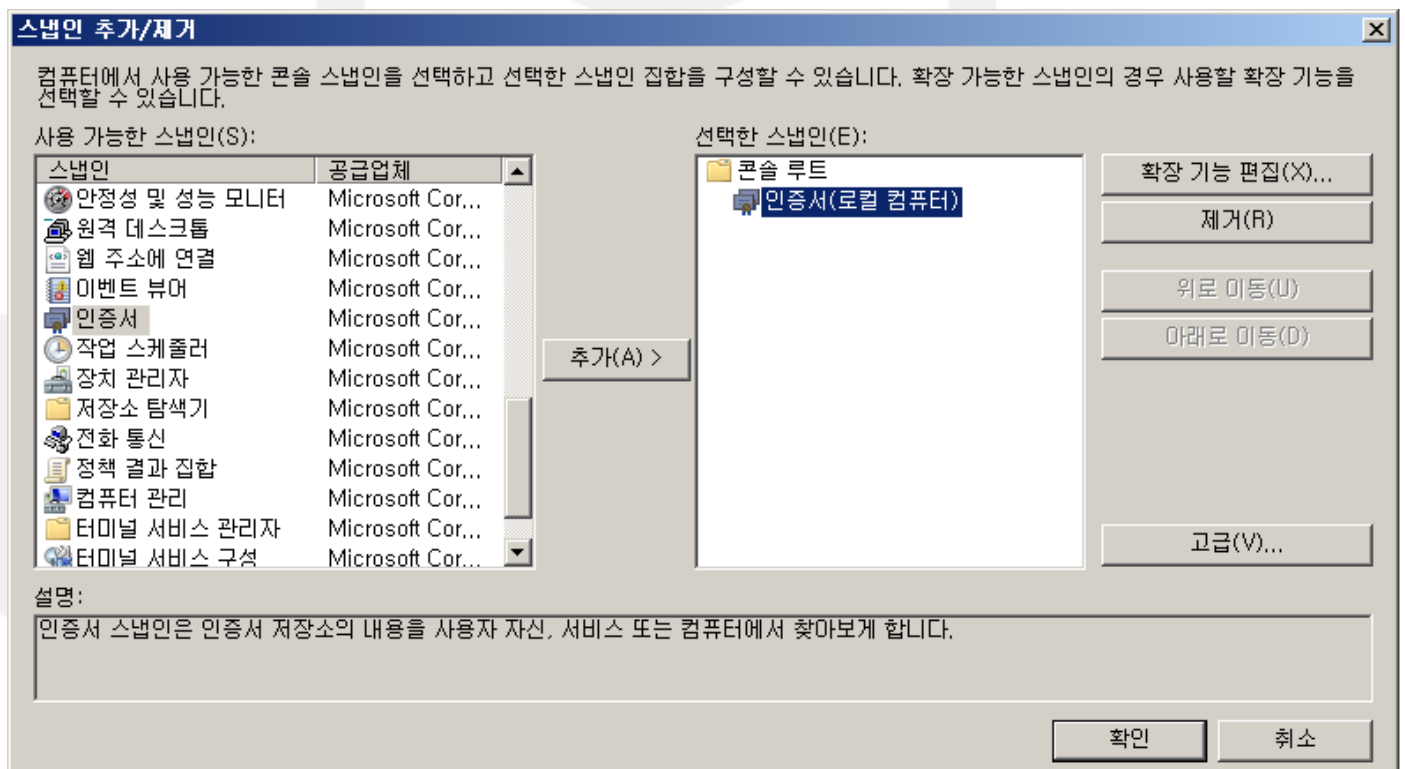 스냅인 추가/제거
컴퓨터에서 사용 가능한 콘솔 스냅인을 선택하고 선택한 스냅인 집합을 구성할 수 있습니다. 확장 가능한 스냅인의 경우 사용할 확장 기능을
선택할 수 있습니다.
사용 가능한 스냅인(S):
스냅인 공급업체
안정성 및 성능 모니터 Microsoft Cor...
원격 데스크톱 Microsoft Cor...
웹 주소에 연결 Microsoft Cor...
이벤트 뷰어 Microsoft Cor...
인증서 Microsoft Cor...
작업 스케줄러 Microsoft Cor...
장치 관리자 Microsoft Cor...
저장소 탐색기 Microsoft Cor...
전화 통신 Microsoft Cor...
정책 결과 집합 Microsoft Cor...
컴퓨터 관리 Microsoft Cor...
터미널 서비스 관리자 Microsoft Cor...
터미널 서비스 구성 Microsoft Cor...
추가(A) >
선택한 스냅인(E):
콘솔 루트
인증서(로컬 컴퓨터)
확장 기능 편집(X)...
제거(R)
위로 이동(U)
아래로 이동(D)
고급(V)...
설명:
인증서 스냅인은 인증서 저장소의 내용을 사용자 자신, 서비스 또는 컴퓨터에서 찾아보게 합니다.
확인
취소